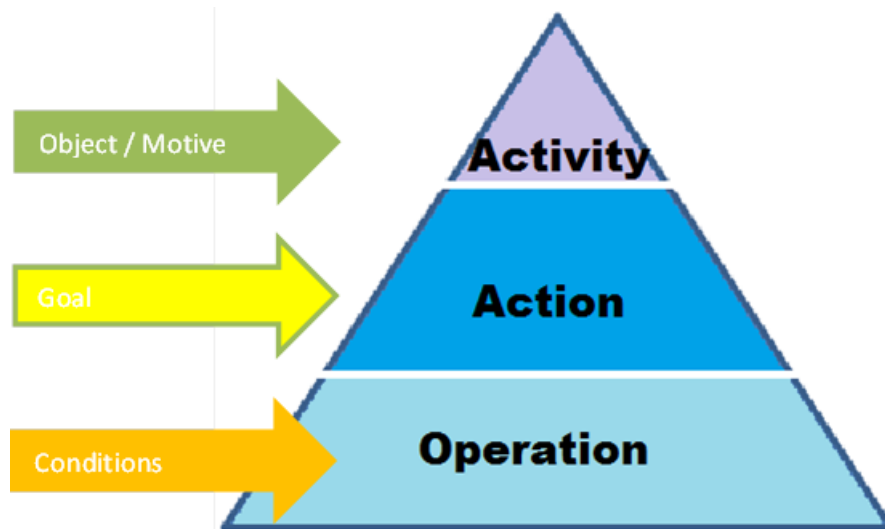 Object / Motive
Activity
Goal
Action
Conditions
Operation